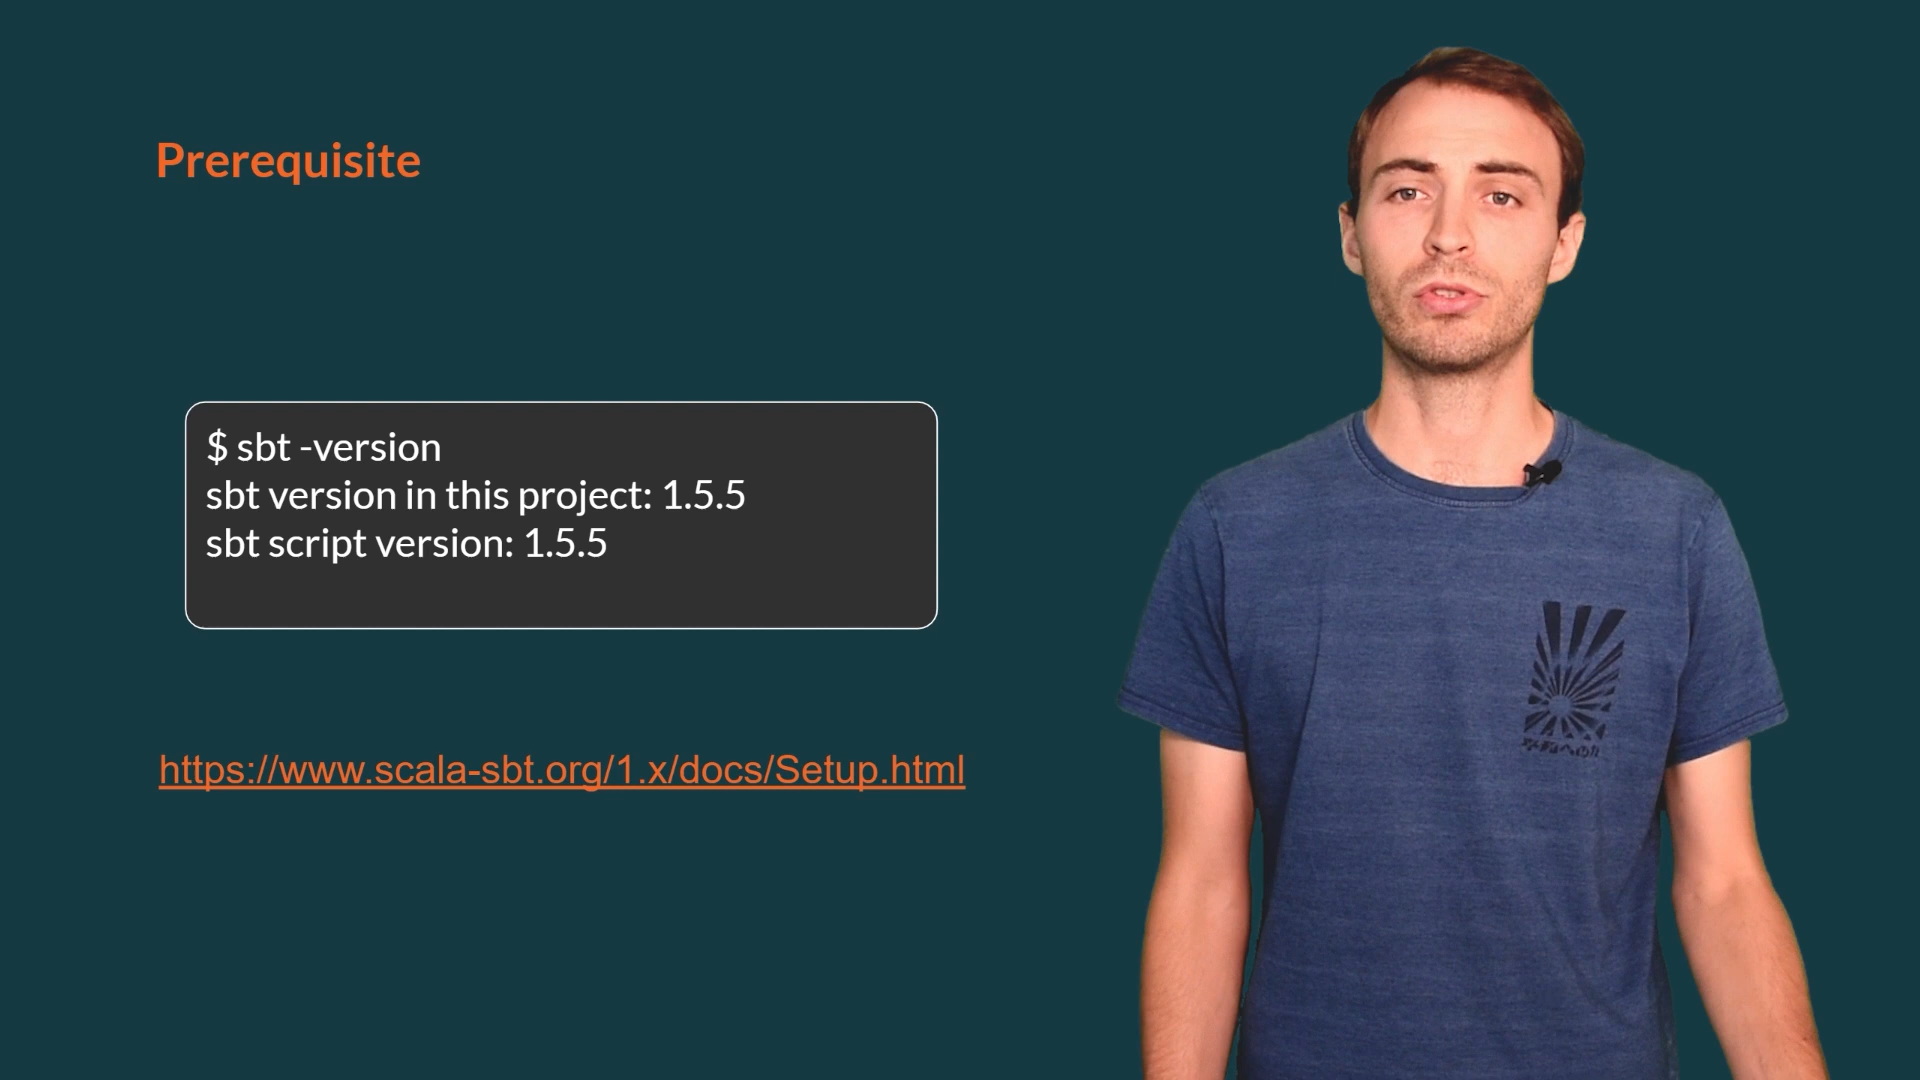 Prerequisite
$ sbt -version
sbt version in this project: 1.5.5
sbt script version: 1.5.5
https://www.scala-sbt.org/1.x/docs/Setup.html